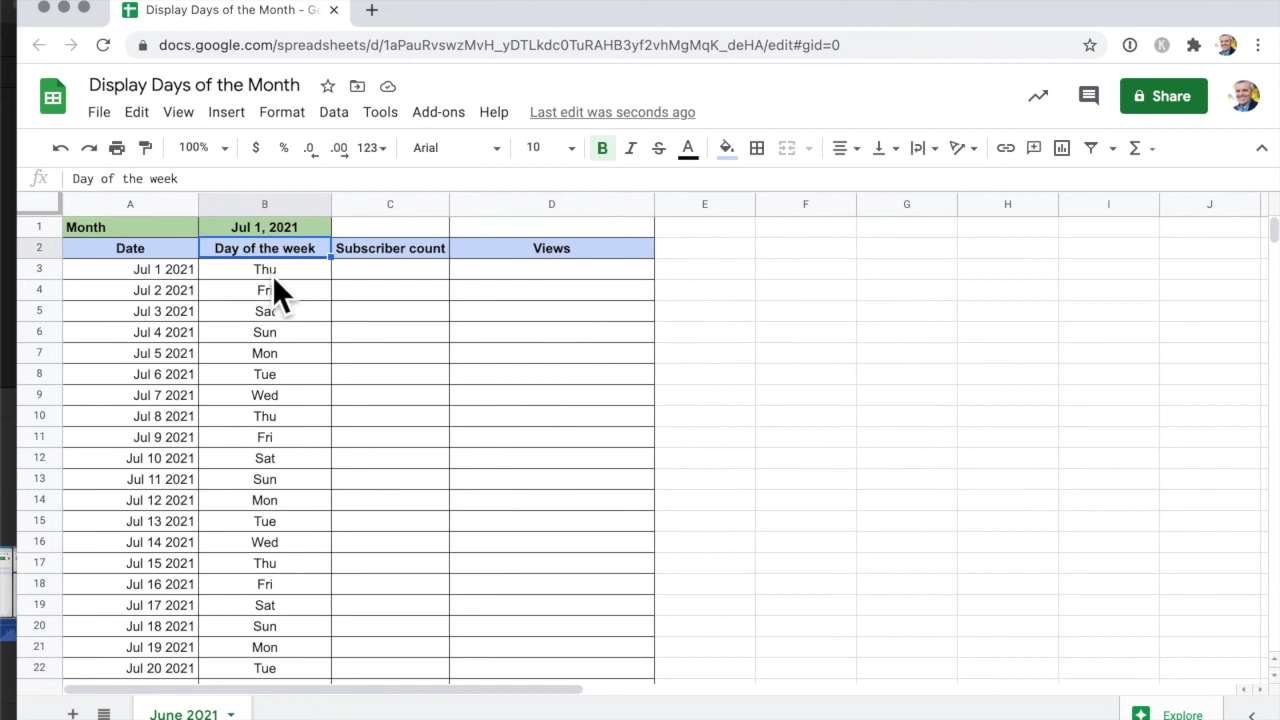 Display Days of the Month - Go
docs.google.com/spreadsheets/d/1aPauRvswzMvH_yDTLkdc0TuRAHB3yf2vhMgMqK_deHA/edit#gid=0
Display Days of the Month
File Edit View Insert Format Data Tools Add-ons Help Last edit was seconds ago
Share
100% $ % .0 .00 123 Arial 10 B I S A Σ
fx Day of the week
A B C D E F G H I J
1 Month Jul 1, 2021
2 Date Day of the week Subscriber count Views
3 Jul 1 2021 Thu
4 Jul 2 2021 Fri
5 Jul 3 2021 Sat
6 Jul 4 2021 Sun
7 Jul 5 2021 Mon
8 Jul 6 2021 Tue
9 Jul 7 2021 Wed
10 Jul 8 2021 Thu
11 Jul 9 2021 Fri
12 Jul 10 2021 Sat
13 Jul 11 2021 Sun
14 Jul 12 2021 Mon
15 Jul 13 2021 Tue
16 Jul 14 2021 Wed
17 Jul 15 2021 Thu
18 Jul 16 2021 Fri
19 Jul 17 2021 Sat
20 Jul 18 2021 Sun
21 Jul 19 2021 Mon
22 Jul 20 2021 Tue
June 2021 Explore